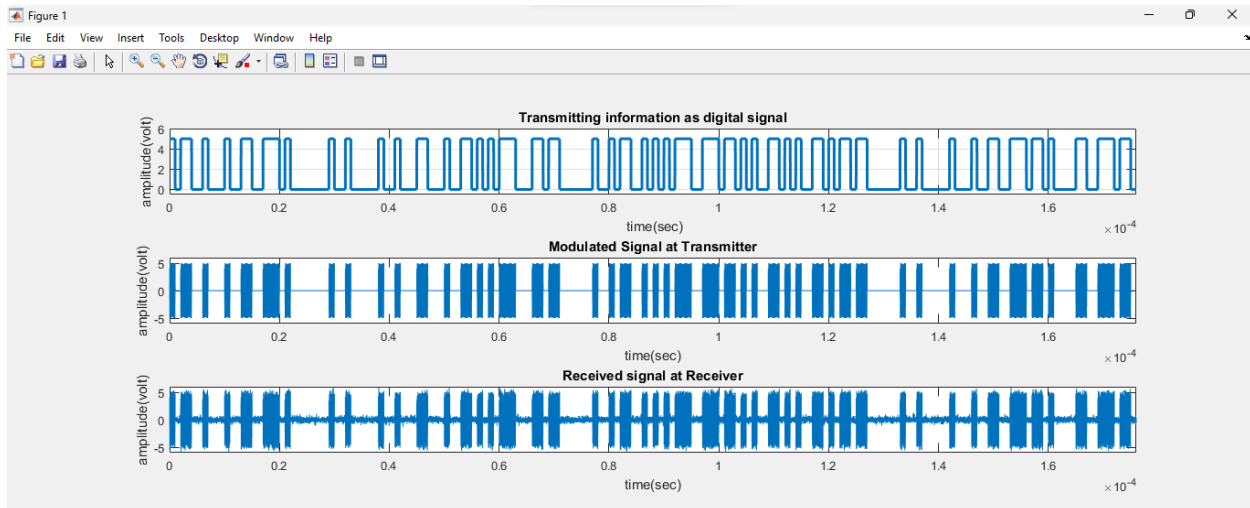 Figure 1
File Edit View Insert Tools Desktop Window Help
Transmitting information as digital signal
amplitude(volt)
6
4
2
0
0 0.2 0.4 0.6 0.8 1 1.2 1.4 1.6
time(sec)
×10-4
Modulated Signal at Transmitter
amplitude(volt)
5
0
-5
0 0.2 0.4 0.6 0.8 1 1.2 1.4 1.6
time(sec)
×10-4
Received signal at Receiver
amplitude(volt)
5
0
-5
0 0.2 0.4 0.6 0.8 1 1.2 1.4 1.6
time(sec)
×10-4